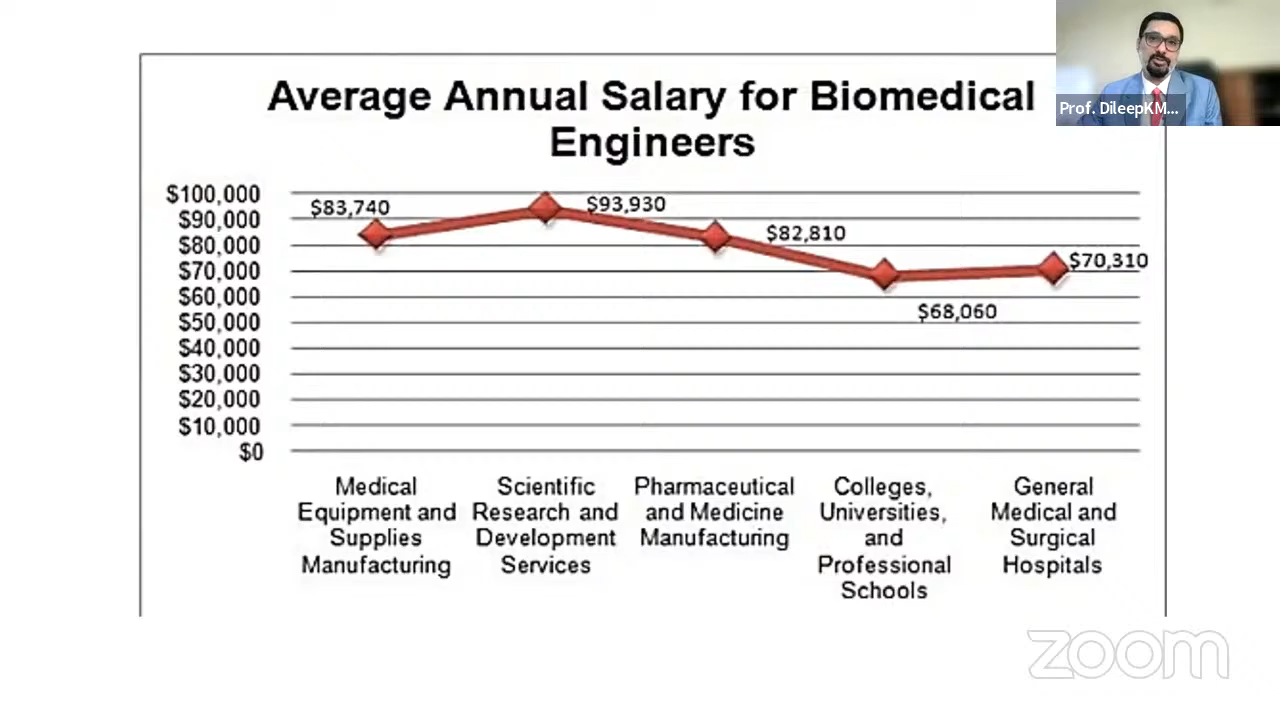 Average Annual Salary for Biomedical
Engineers
Prof. DileepKM...
$100,000
$90,000
$80,000
$70,000
$60,000
$50,000
$40,000
$30,000
$20,000
$10,000
$0
$83,740
$93,930
$82,810
$68,060
$70,310
Medical
Equipment and
Supplies
Manufacturing
Scientific
Research and
Development
Services
Pharmaceutical
and Medicine
Manufacturing
Colleges,
Universities,
and
Professional
Schools
General
Medical and
Surgical
Hospitals
zoom